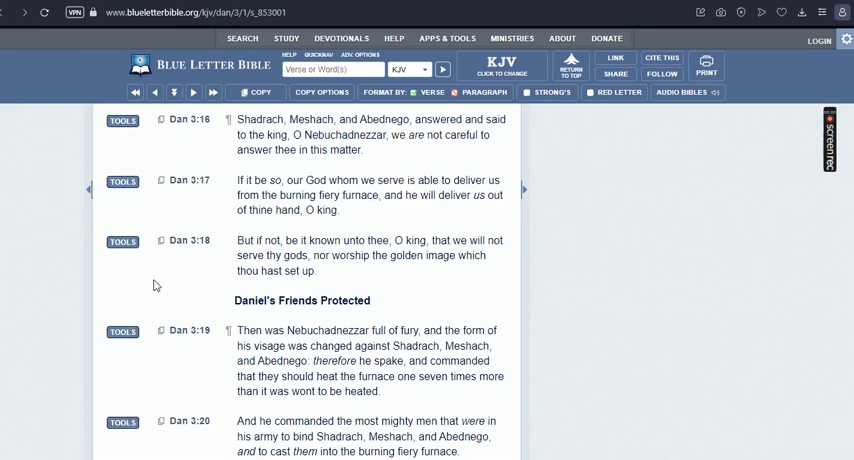 VPN www.blueletterbible.org/kjv/dan/3/1/s_853001
SEARCH STUDY DEVOTIONALS HELP APPS & TOOLS MINISTRIES ABOUT DONATE LOGIN
BLUE LETTER BIBLE
HELP QUICKNAV ADV. OPTIONS
Verse or Word(s) KJV
KJV
CLICK TO CHANGE
RETURN
TO TOP
LINK CITE THIS
SHARE FOLLOW
PRINT
COPY COPY OPTIONS FORMAT BY: VERSE PARAGRAPH STRONG'S RED LETTER AUDIO BIBLES
TOOLS Dan 3:16 ¶ Shadrach, Meshach, and Abednego, answered and said
to the king, O Nebuchadnezzar, we are not careful to
answer thee in this matter.
TOOLS Dan 3:17 If it be so, our God whom we serve is able to deliver us
from the burning fiery furnace, and he will deliver us out
of thine hand, O king.
TOOLS Dan 3:18 But if not, be it known unto thee, O king, that we will not
serve thy gods, nor worship the golden image which
thou hast set up.
Daniel's Friends Protected
TOOLS Dan 3:19 ¶ Then was Nebuchadnezzar full of fury, and the form of
his visage was changed against Shadrach, Meshach,
and Abednego: therefore he spake, and commanded
that they should heat the furnace one seven times more
than it was wont to be heated.
TOOLS Dan 3:20 And he commanded the most mighty men that were in
his army to bind Shadrach, Meshach, and Abednego,
and to cast them into the burning fiery furnace.
screenrec